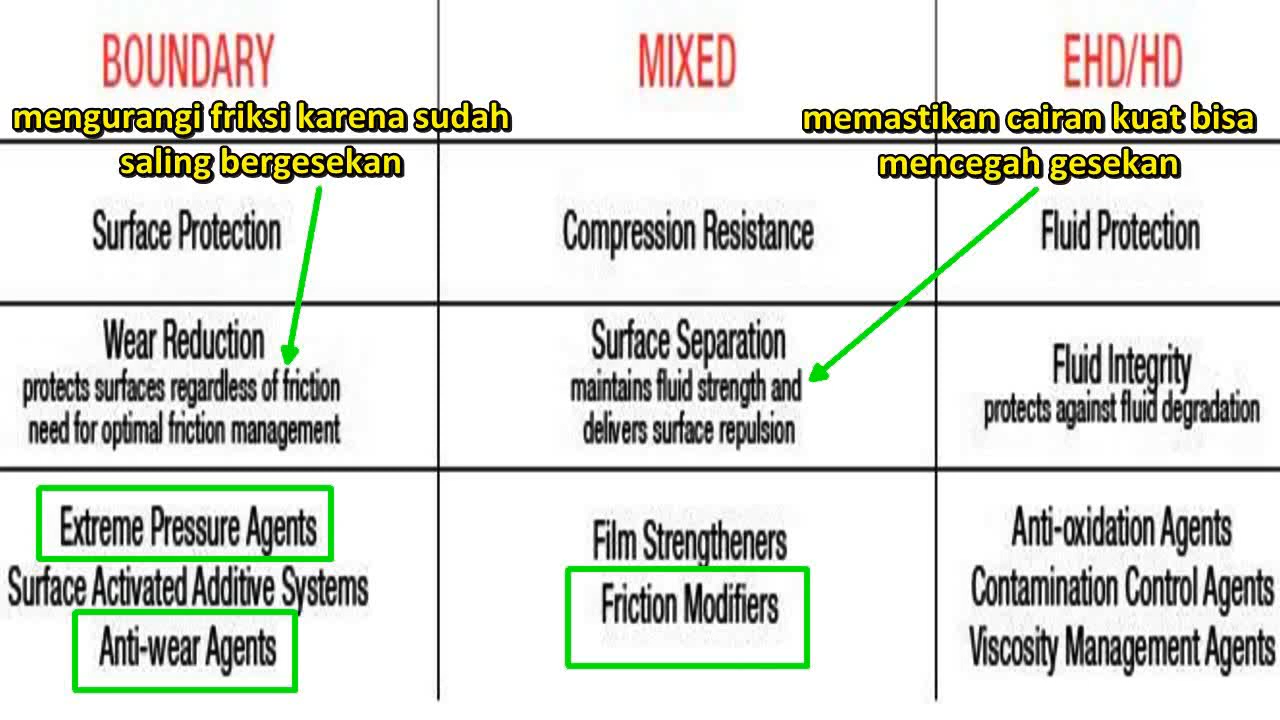 BOUNDARY
MIXED
EHD/HD
mengurangi friksi karena sudah
saling bergesekan
memastikan cairan kuat bisa
mencegah gesekan
Surface Protection
Compression Resistance
Fluid Protection
Wear Reduction
protects surfaces regardless of friction
need for optimal friction management
Surface Separation
maintains fluid strength and
delivers surface repulsion
Fluid Integrity
protects against fluid degradation
Extreme Pressure Agents
Surface Activated Additive Systems
Anti-wear Agents
Film Strengtheners
Friction Modifiers
Anti-oxidation Agents
Contamination Control Agents
Viscosity Management Agents